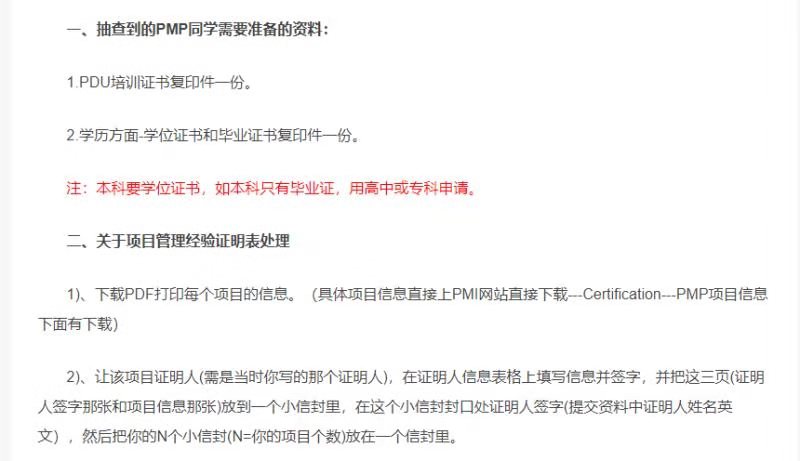 一、抽查到的PMP同学需要准备的资料：
1.PDU培训证书复印件一份。
2.学历方面-学位证书和毕业证书复印件一份。
注：本科要学位证书，如本科只有毕业证，用高中或专科申请。
二、关于项目管理经验证明表处理
1)、下载PDF打印每个项目的信息。（具体项目信息直接上PMI网站直接下载---Certification---PMP项目信息
下面有下载）
2)、让该项目证明人(需是当时你写的那个证明人)，在证明人信息表格上填写信息并签字，并把这三页(证明
人签字那张和项目信息那张)放到一个小信封里，在这个小信封封口处证明人签字(提交资料中证明人姓名英
文），然后把你的N个小信封(N=你的项目个数)放在一个信封里。